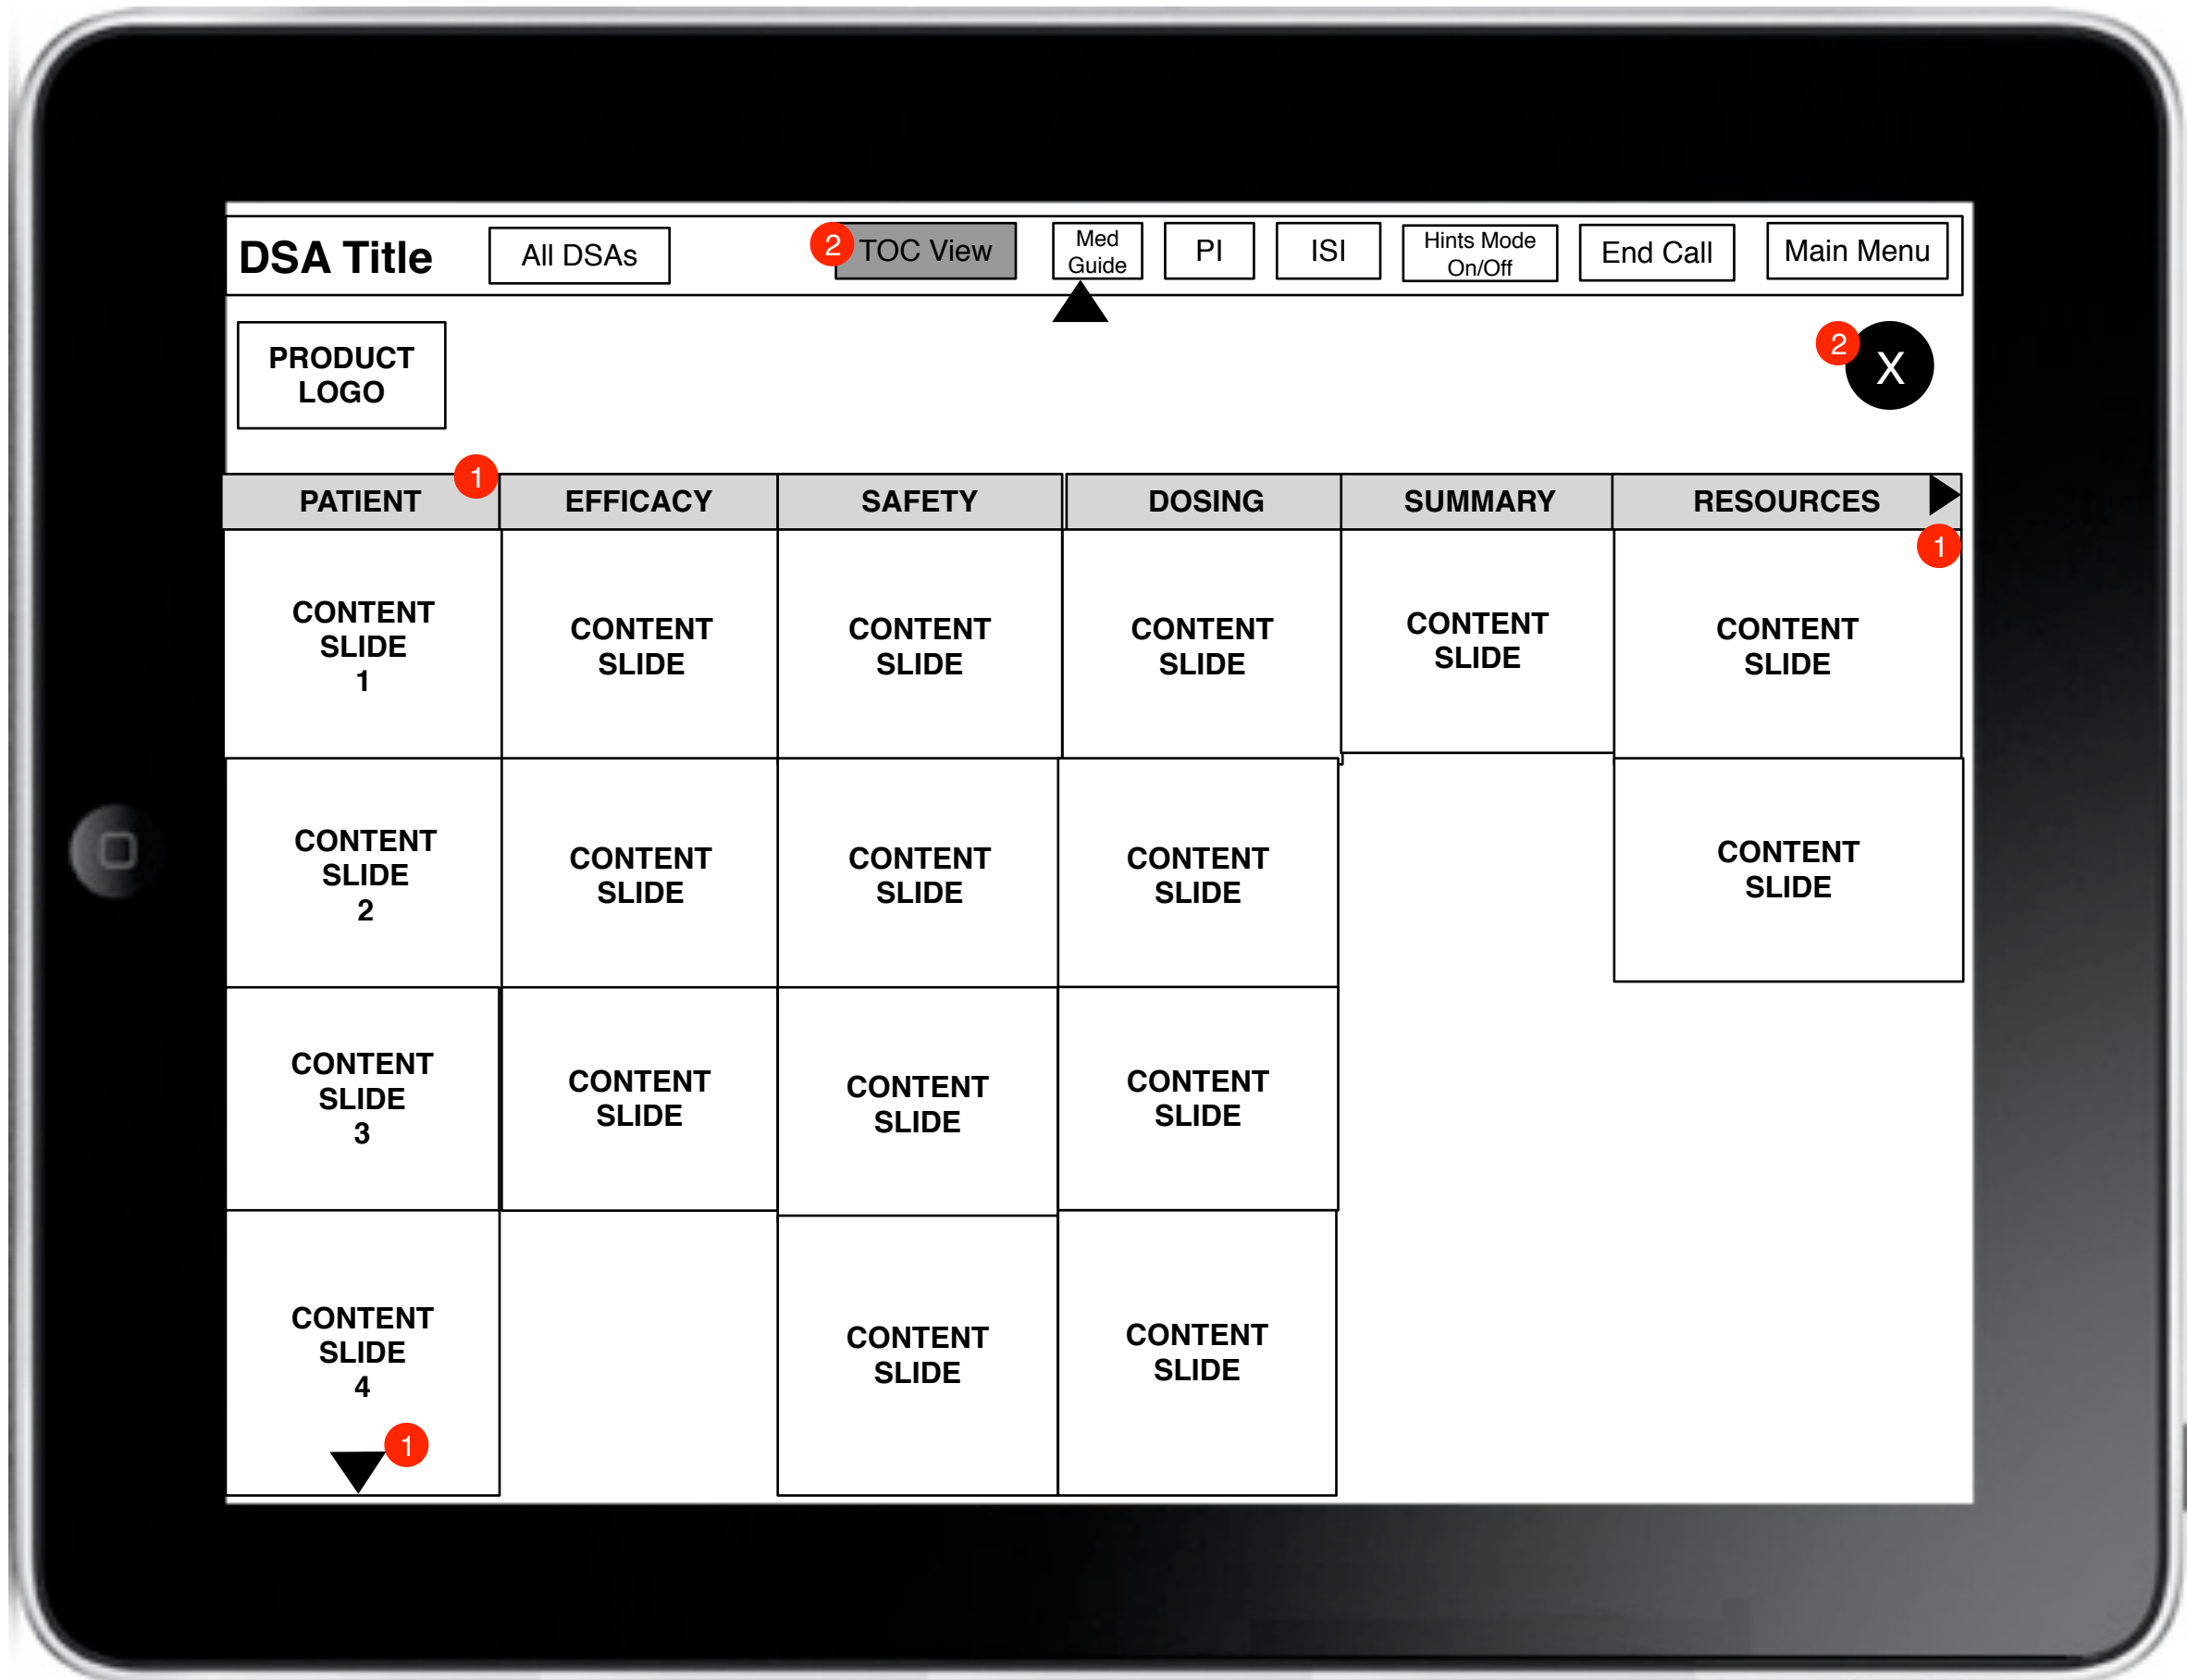 DSA Title
All DSAs
2
TOC View
Med
Guide
PI
ISI
Hints Mode
On/Off
End Call
Main Menu
PRODUCT
LOGO
2
X
PATIENT
1
EFFICACY
SAFETY
DOSING
SUMMARY
RESOURCES
1
CONTENT
SLIDE
1
CONTENT
SLIDE
CONTENT
SLIDE
CONTENT
SLIDE
CONTENT
SLIDE
CONTENT
SLIDE
CONTENT
SLIDE
2
CONTENT
SLIDE
CONTENT
SLIDE
CONTENT
SLIDE
CONTENT
SLIDE
CONTENT
SLIDE
3
CONTENT
SLIDE
CONTENT
SLIDE
CONTENT
SLIDE
CONTENT
SLIDE
4
1
CONTENT
SLIDE
CONTENT
SLIDE